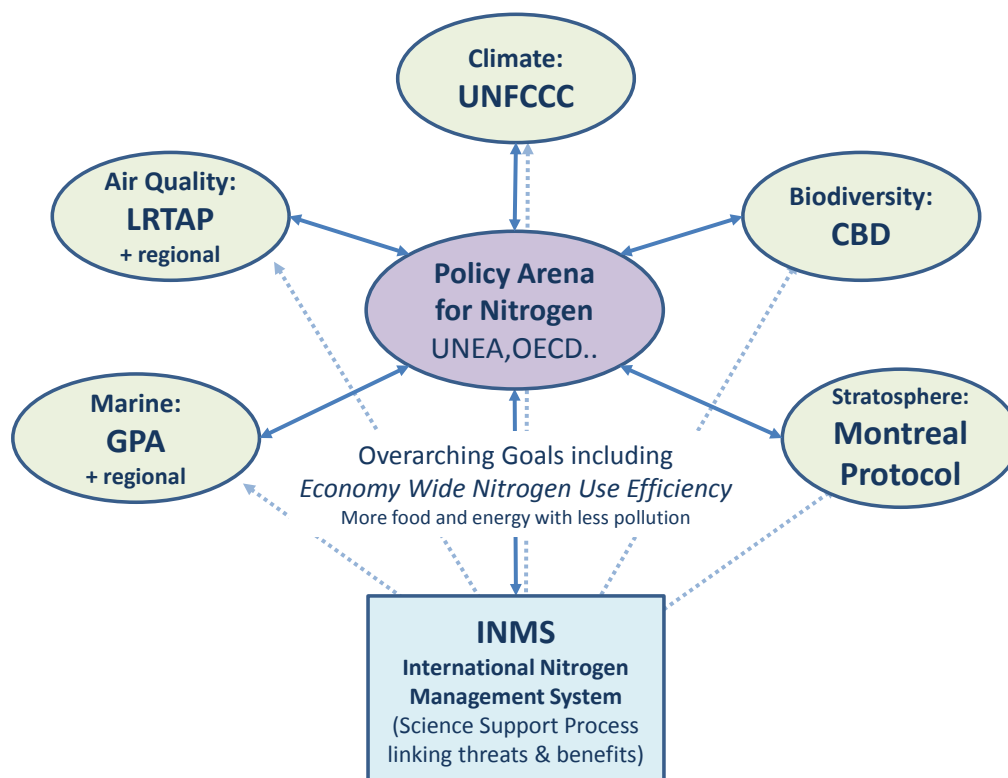 Climate:
UNFCCC
Air Quality:
LRTAP
+ regional
Biodiversity:
CBD
Policy Arena
for Nitrogen
UNEA,OECD..
Marine:
GPA
+ regional
Stratosphere:
Montreal
Protocol
Overarching Goals including
Economy Wide Nitrogen Use Efficiency
More food and energy with less pollution
INMS
International Nitrogen
Management System
(Science Support Process
linking threats & benefits)